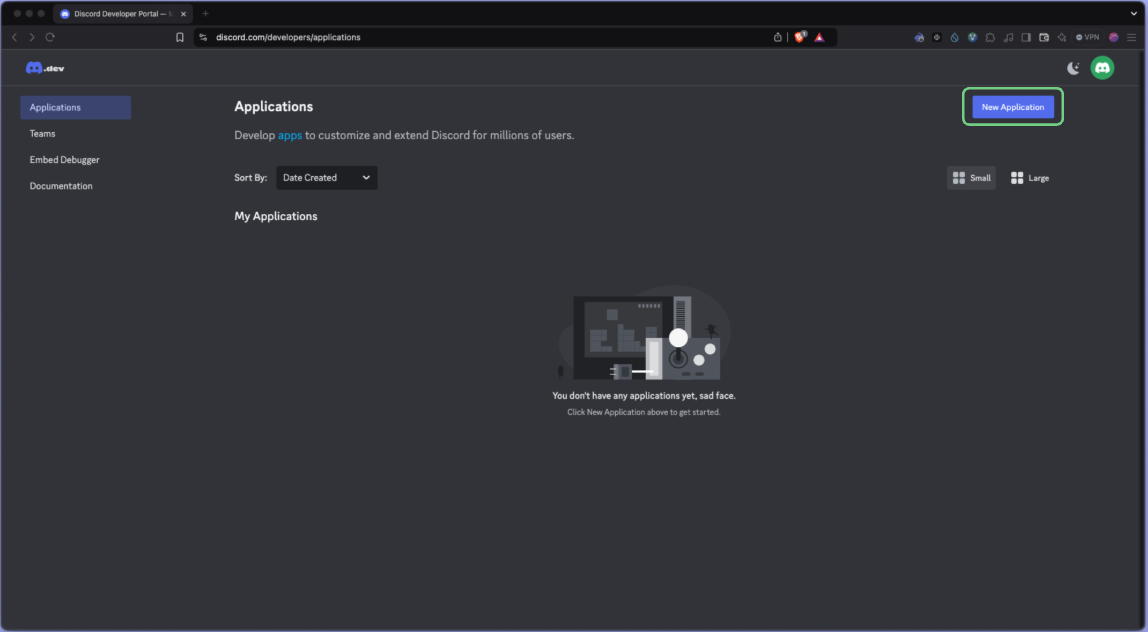 Discord Developer Portal —
discord.com/developers/applications
VPN
.dev
Applications
Teams
Embed Debugger
Documentation
Applications
New Application
Develop apps to customize and extend Discord for millions of users.
Sort By: Date Created
Small Large
My Applications
You don't have any applications yet, sad face.
Click New Application above to get started.